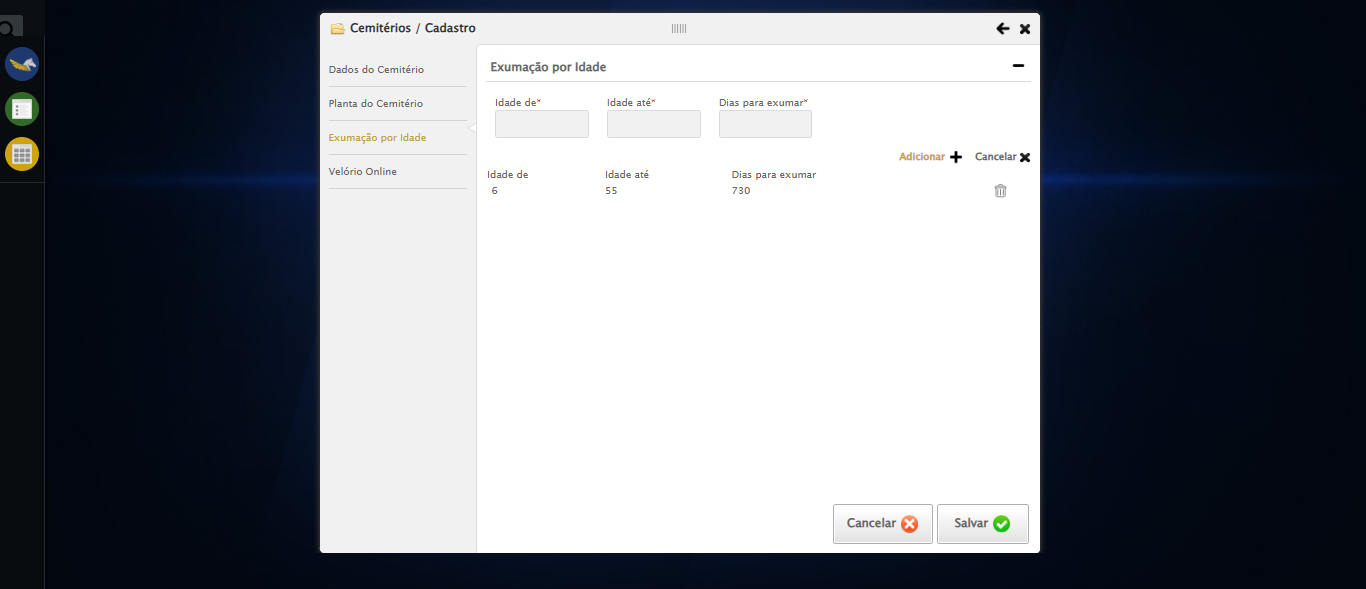 Cemitérios / Cadastro
Dados do Cemitério
Planta do Cemitério
Exumação por Idade
Velório Online
Exumação por Idade
Idade de* Idade até* Dias para exumar*
Adicionar Cancelar
Idade de Idade até Dias para exumar
6 55 730
Cancelar Salvar